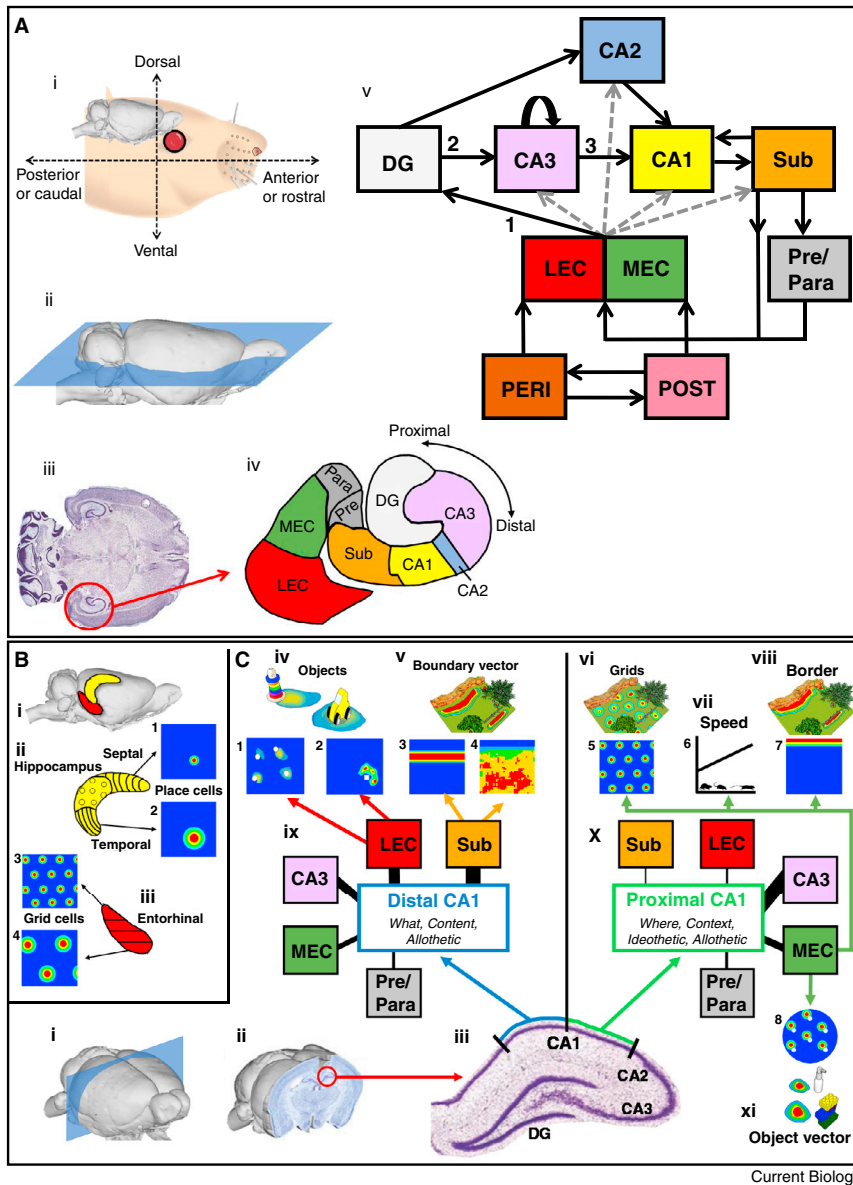 A
i
Dorsal
Posterior
or caudal
Anterior
or rostral
Vental
ii
iii
iv
Proximal
Distal
Para
Pre
DG
CA3
MEC
Sub
CA1
CA2
LEC
v
CA2
DG
2
CA3
3
CA1
Sub
1
LEC
MEC
Pre/
Para
PERI
POST
B
i
ii
Hippocampus
Septal
1
Place cells
2
Temporal
3
Grid cells
iii
Entorhinal
4
C
iv
Objects
v
Boundary vector
1
2
3
4
ix
LEC
Sub
CA3
Distal CA1
What, Content,
Allothetic
MEC
Pre/
Para
vi
Grids
vii
Speed
viii
Border
5
6
7
X
Sub
LEC
CA3
Proximal CA1
Where, Context,
Ideothetic, Allothetic
MEC
Pre/
Para
8
xi
Object vector
i
ii
iii
CA1
CA2
CA3
DG
Current Biolog